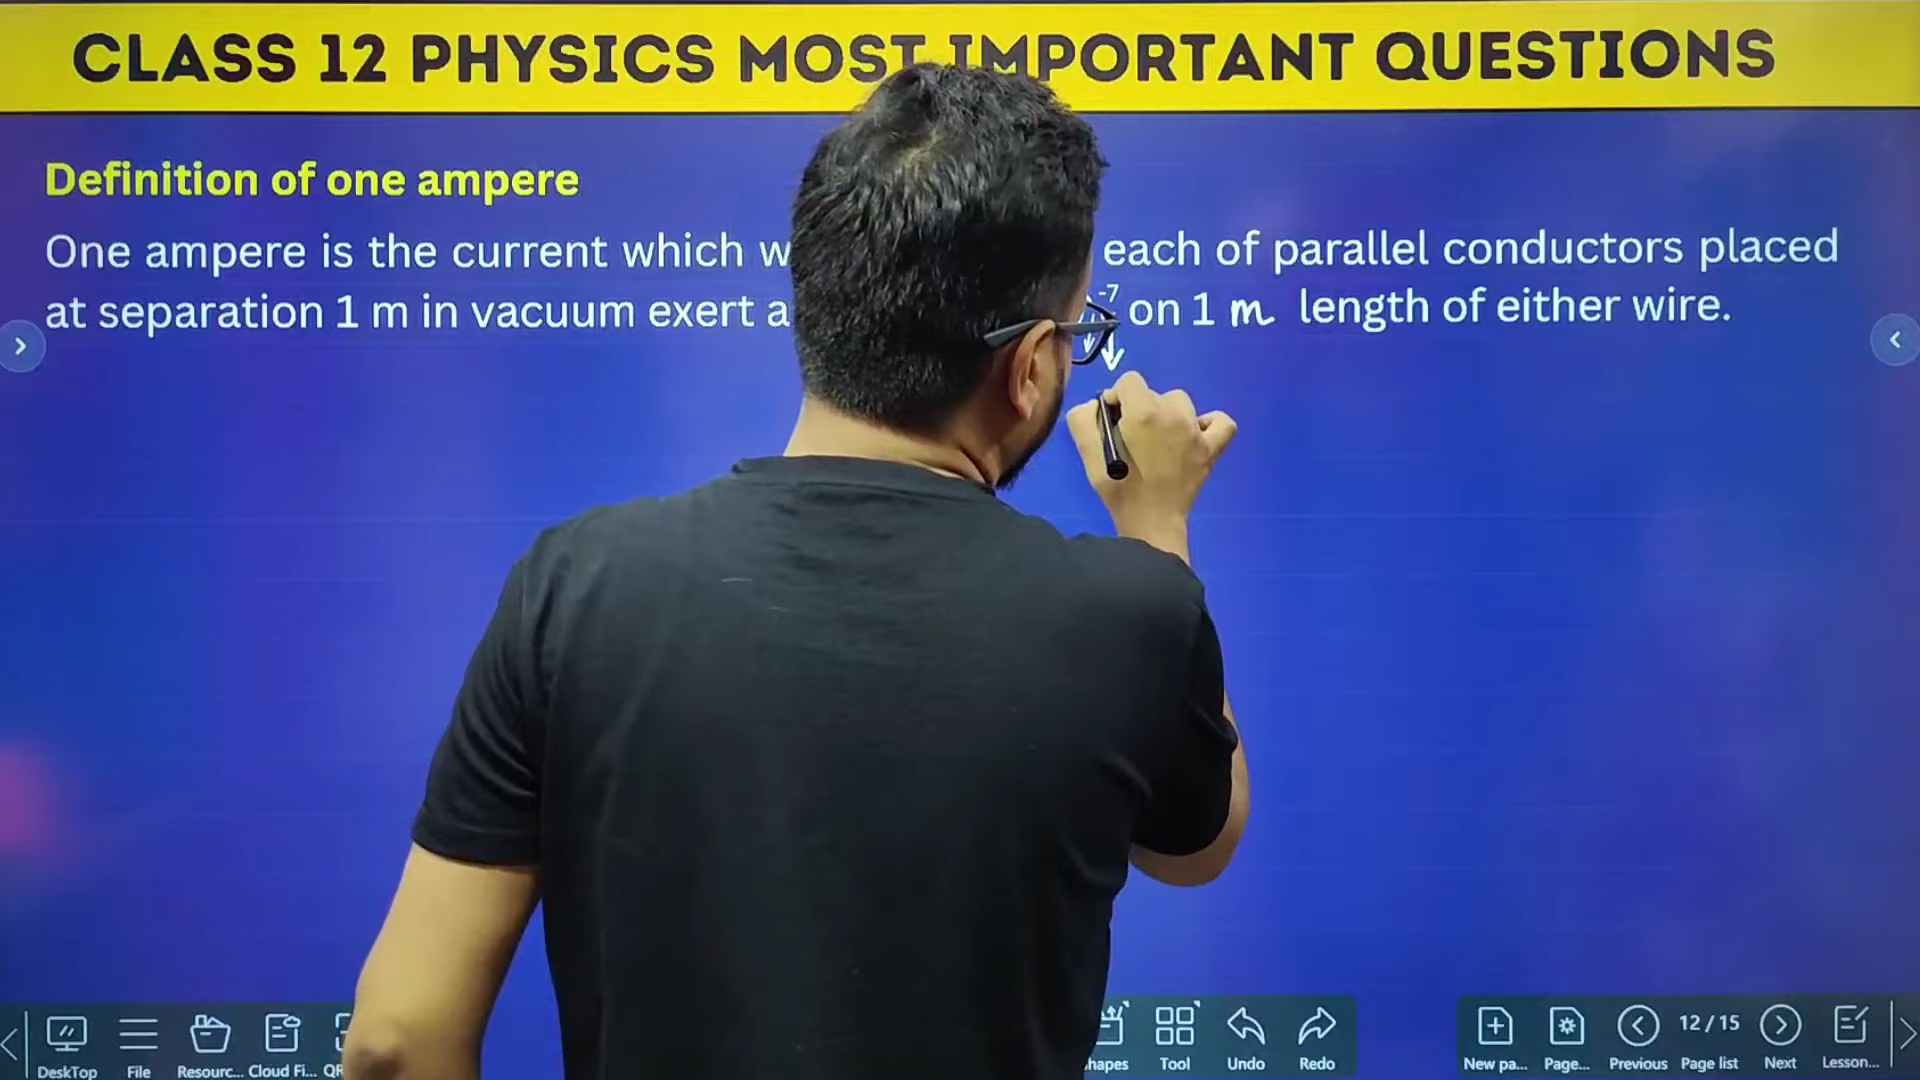 CLASS 12 PHYSICS MOST IMPORTANT QUESTIONS
Definition of one ampere
One ampere is the current which each of parallel conductors placed
at separation 1 m in vacuum exert a -7 on 1 m length of either wire.
DeskTop File Resourc... Cloud Fi... Tool Undo Redo New pa... Page... Previous 12/15 Page list Next Lesson...